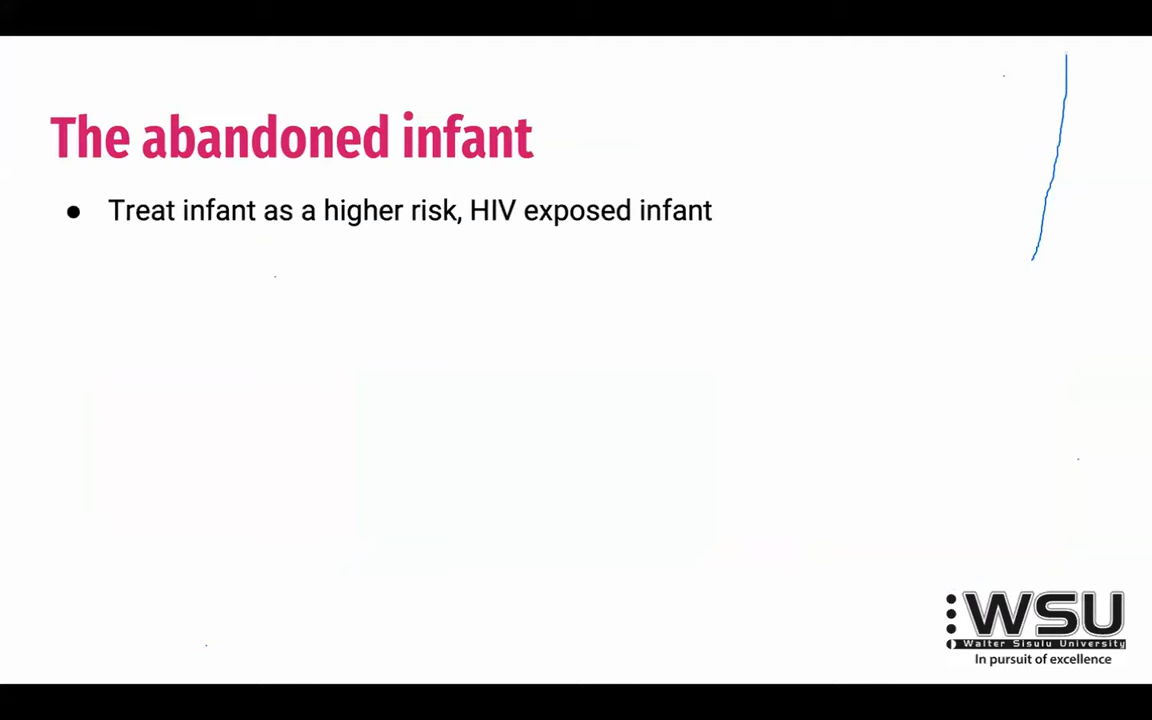 The abandoned infant
● Treat infant as a higher risk, HIV exposed infant
WSU
Walter Sisulu University
In pursuit of excellence